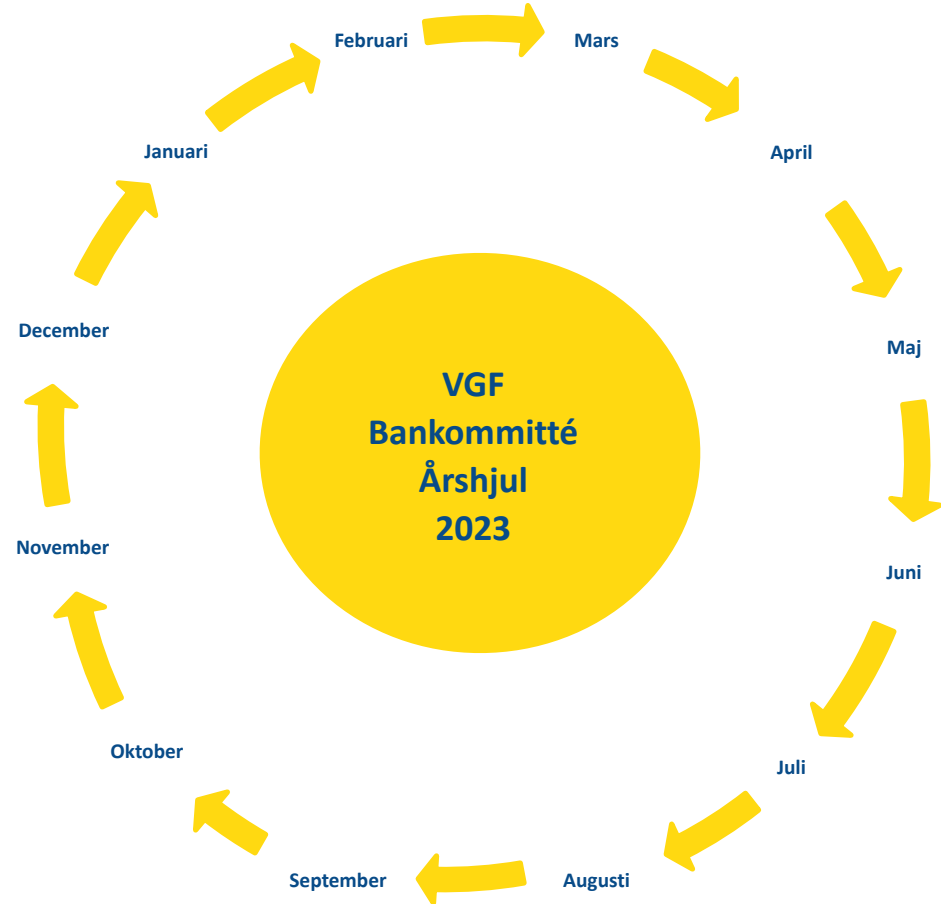 Februari
Mars
Januari
April
December
Maj
VGF
Bankommitté
Årshjul
2023
November
Juni
Oktober
Juli
September
Augusti